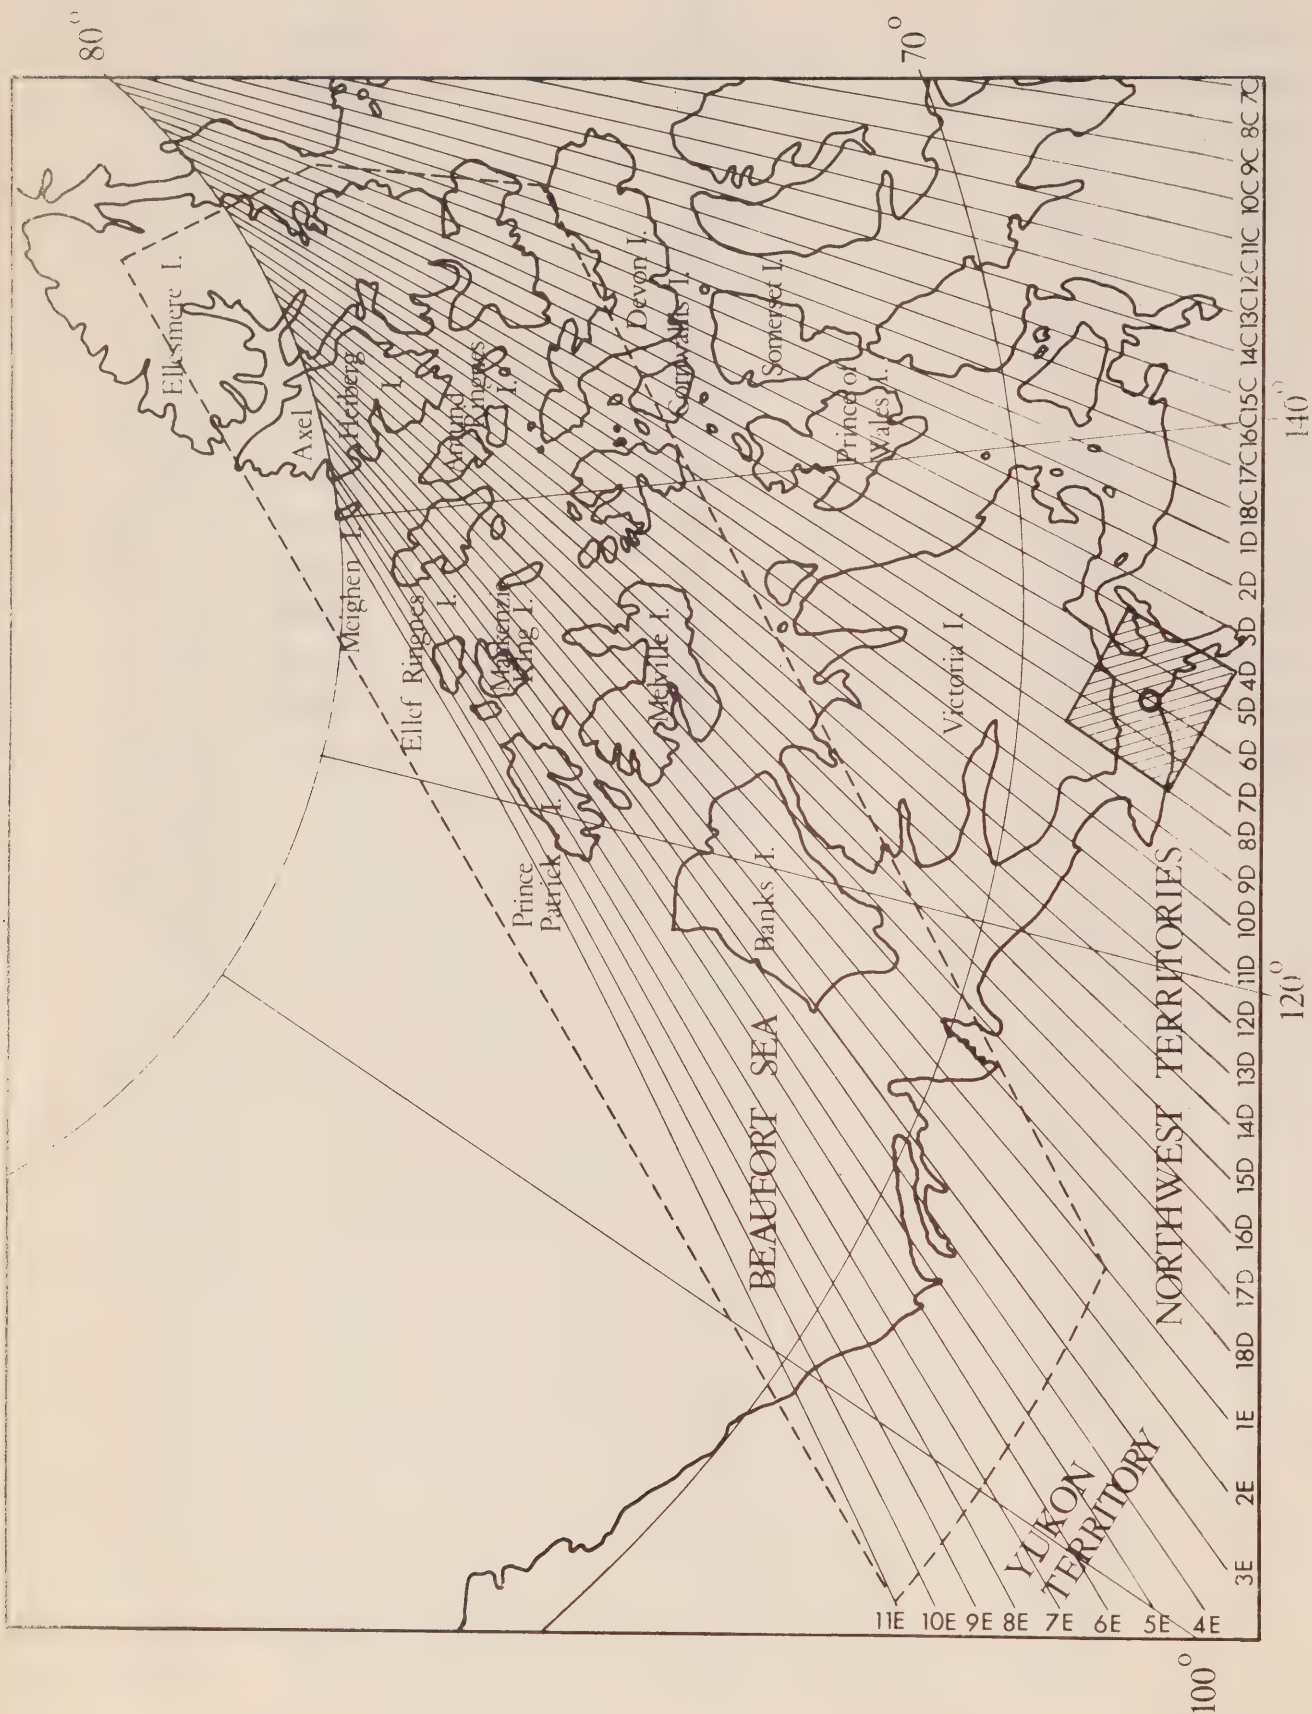 80°
70°
Ellesmere I.
Axel
Heiberg
I.
Amund
Ringnes
I.
Meighen I.
Ellef Ringnes
I.
Mackenzie
King I.
Devon I.
Cornwallis I.
Somerset I.
Prince of
Wales I.
Melville I.
Prince
Patrick
I.
Banks I.
Victoria I.
BEAUFORT SEA
NORTHWEST TERRITORIES
YUKON
TERRITORY
7C
8C
9C
10C
11C
12C
13C
14C
15C
16C
17C
18C
1D
2D
3D
4D
5D
6D
7D
8D
9D
10D
11D
12D
13D
14D
15D
16D
17D
18D
1E
2E
3E
4E
5E
6E
7E
8E
9E
10E
11E
140°
120°
100°